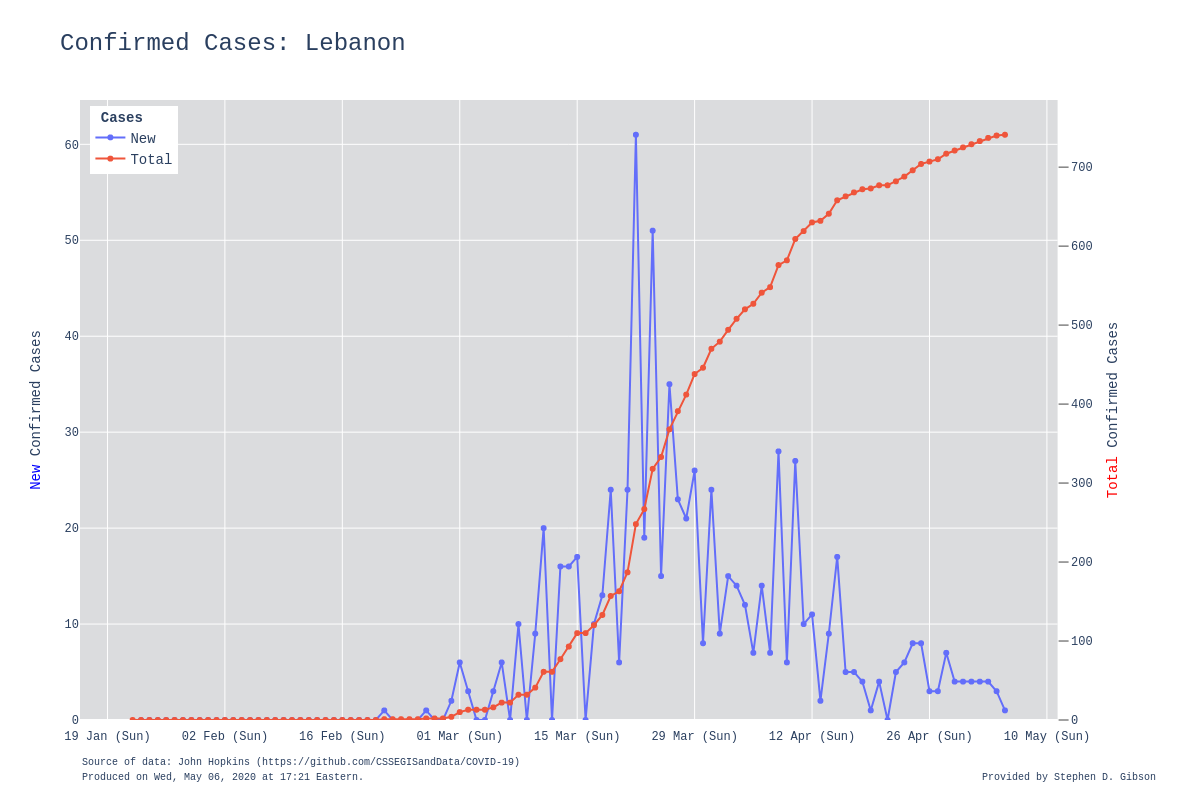 Confirmed Cases: Lebanon
Cases
New
Total
60
50
40
30
20
10
0
700
600
500
400
300
200
100
0
New Confirmed Cases
Total Confirmed Cases
19 Jan (Sun) 02 Feb (Sun) 16 Feb (Sun) 01 Mar (Sun) 15 Mar (Sun) 29 Mar (Sun) 12 Apr (Sun) 26 Apr (Sun) 10 May (Sun)
Source of data: John Hopkins (https://github.com/CSSEGISandData/COVID-19)
Produced on Wed, May 06, 2020 at 17:21 Eastern.
Provided by Stephen D. Gibson